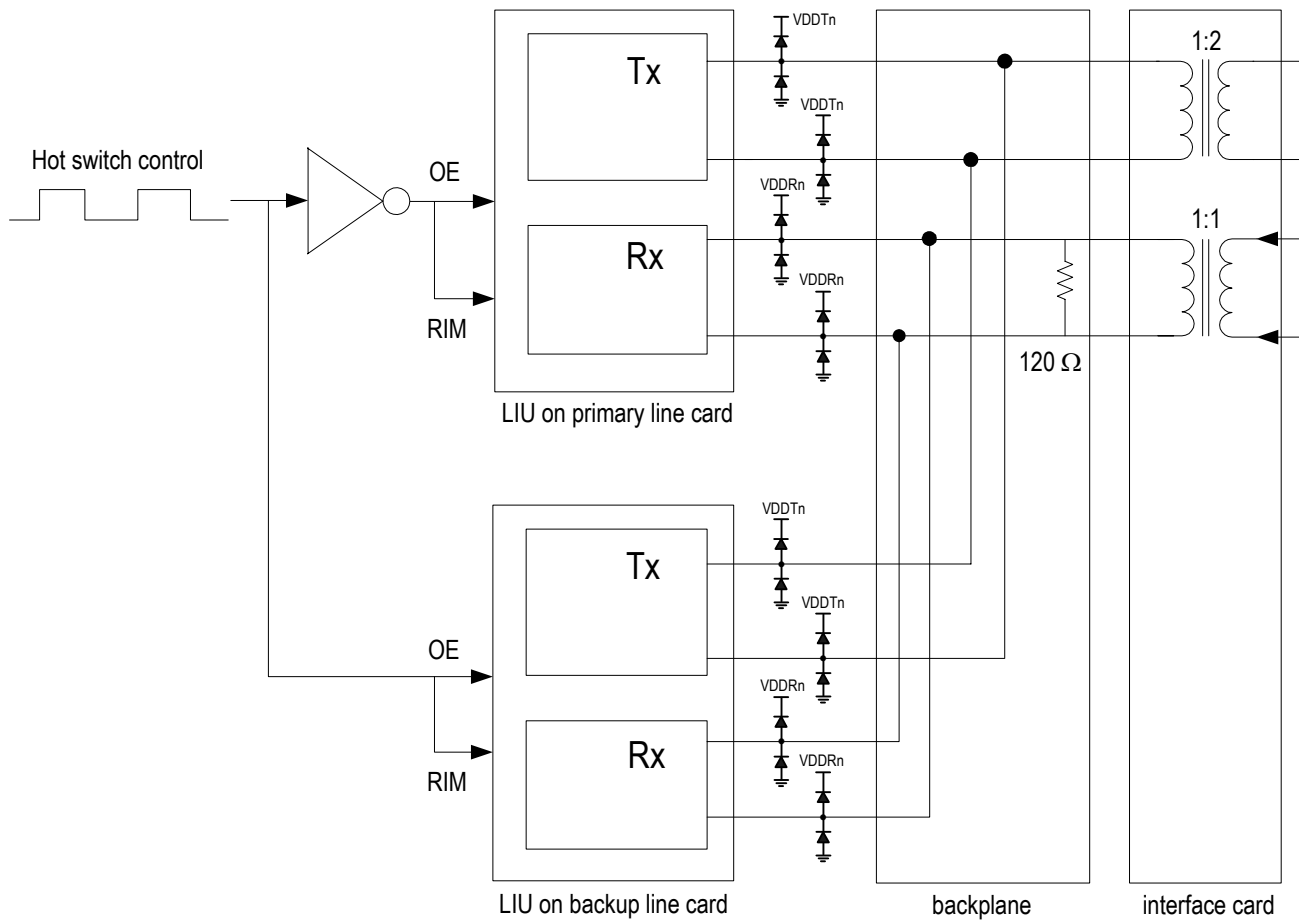 VDDTn
1:2
Tx
VDDTn
Hot switch control
OE
VDDRn
1:1
Rx
VDDRn
RIM
120 Ω
LIU on primary line card
VDDTn
Tx
VDDTn
OE
VDDRn
Rx
VDDRn
RIM
LIU on backup line card
backplane
interface card